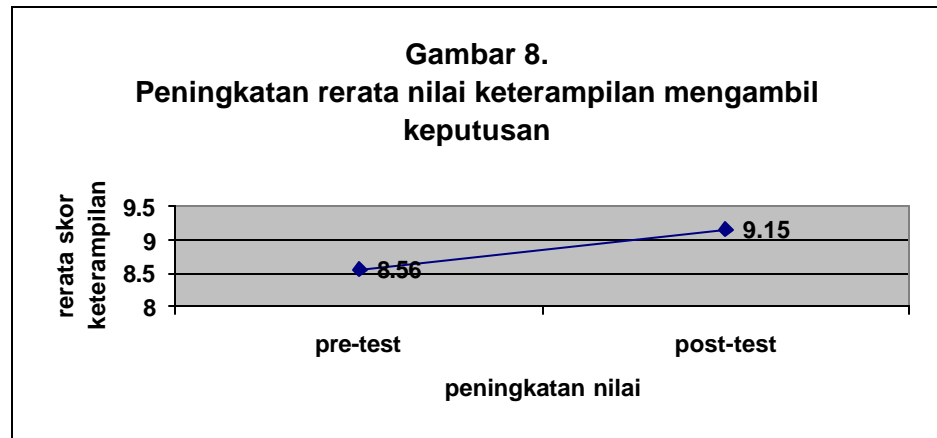 Gambar 8.
Peningkatan rerata nilai keterampilan mengambil
keputusan
rerata skor
keterampilan
9.5
9
8.5
8
8.56
9.15
pre-test
post-test
peningkatan nilai